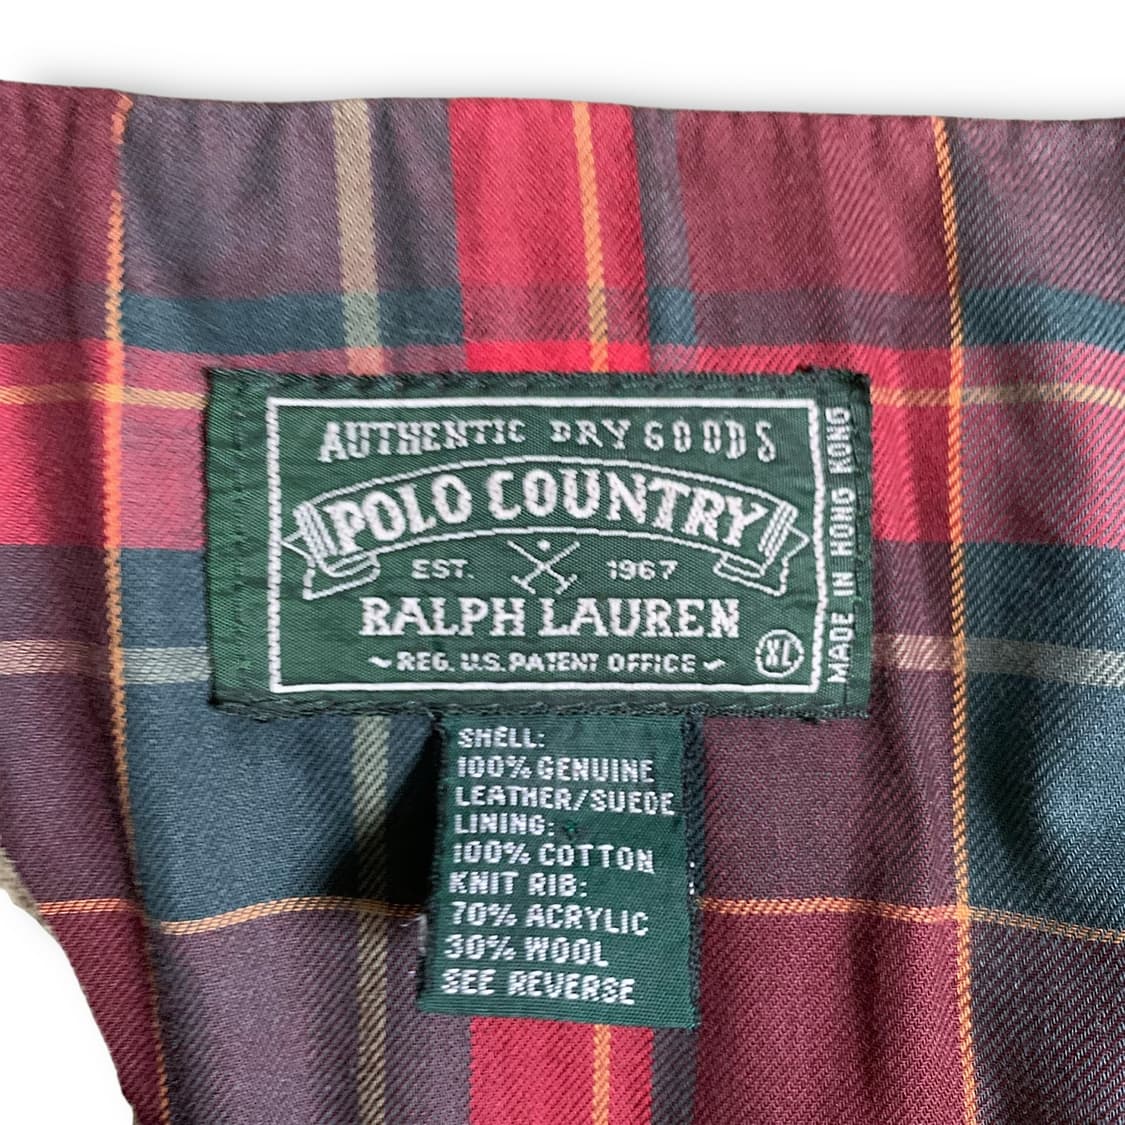 AUTHENTIC DRY GOODS
POLO COUNTRY
EST. 1967
RALPH LAUREN
REG. U.S. PATENT OFFICE
XL
MADE IN HONG KONG
SHELL:
100% GENUINE
LEATHER/SUEDE
LINING:
100% COTTON
KNIT RIB:
70% ACRYLIC
30% WOOL
SEE REVERSE